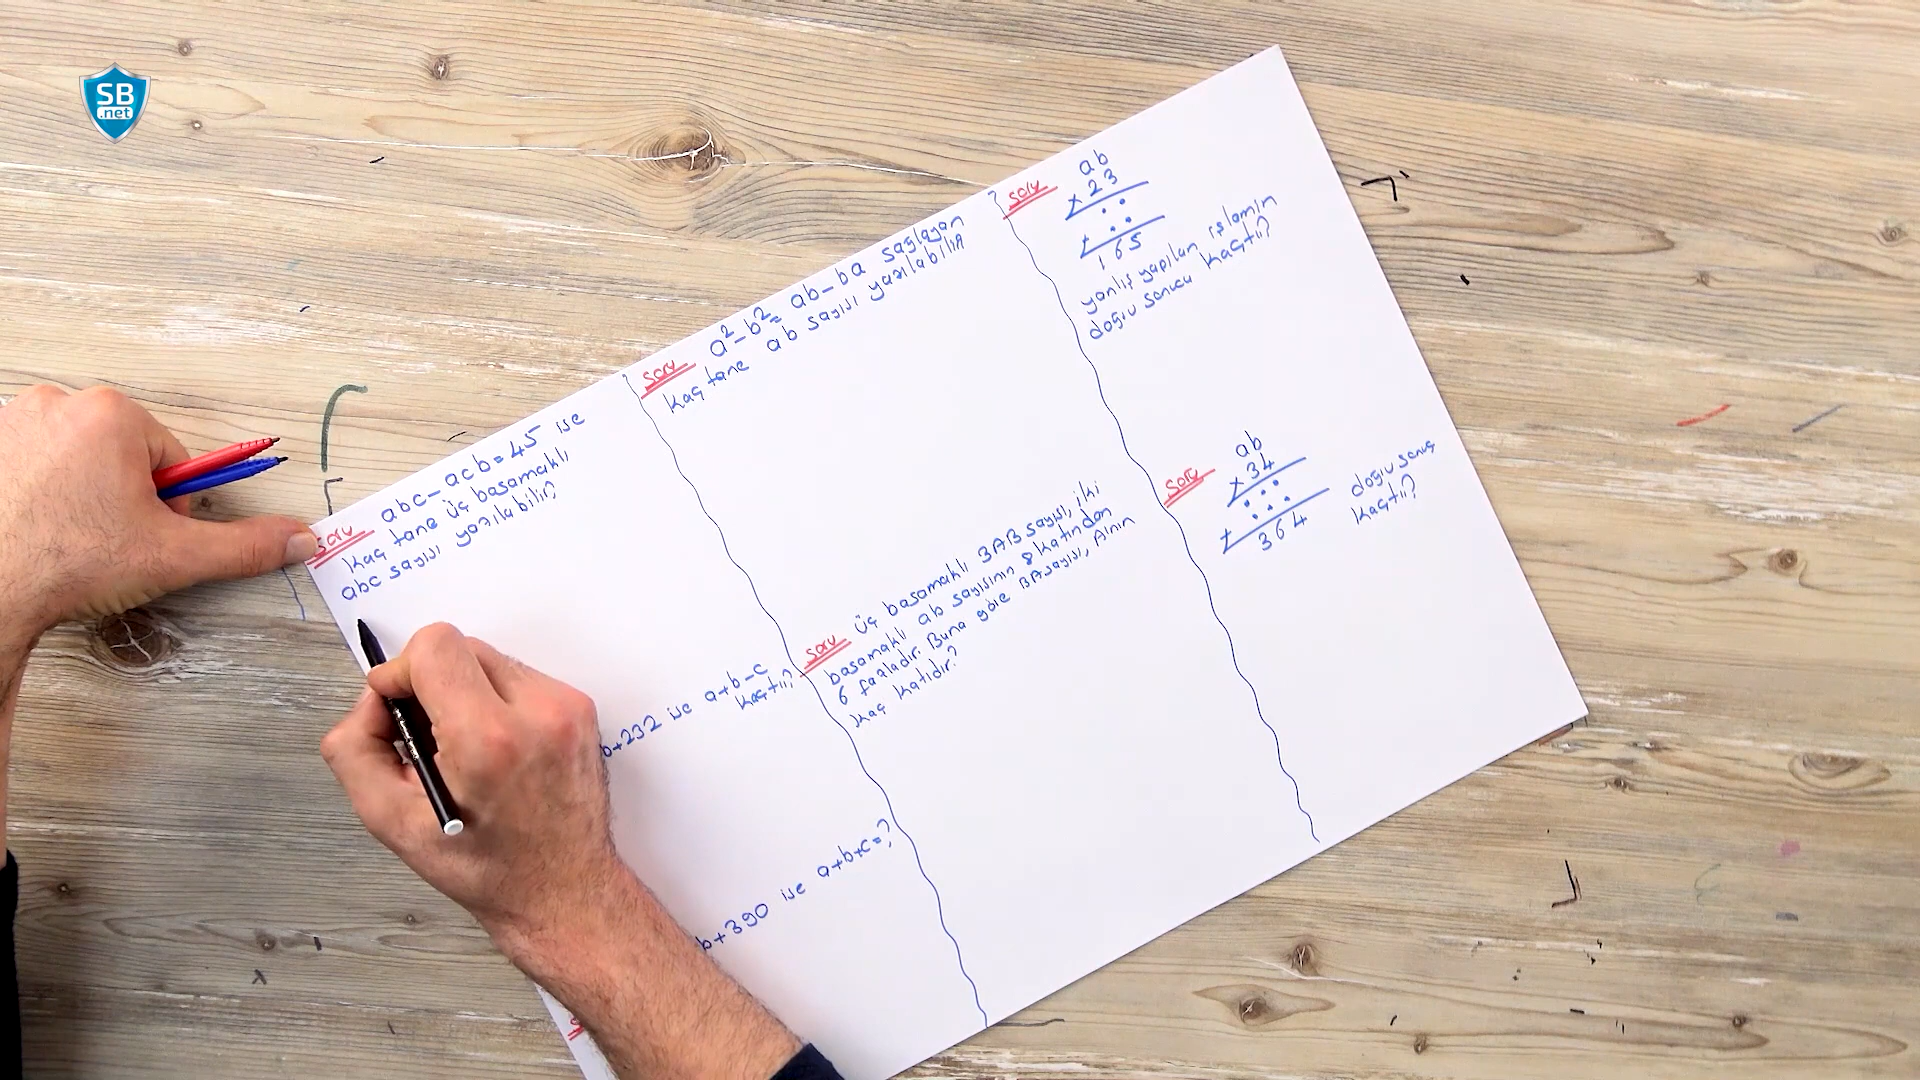 SB
.net
Soru abc-acb=45 ise
kaç tane üç basamaklı
abc sayısı yazılabilir?
b+232 ise a+b-c
kaçtır?
b+390 ise a+b+c=?
Soru a²-b²=ab-ba sağlayan
kaç tane ab sayısı yazılabilir?
Soru üç basamaklı 3AB sayısı, iki
basamaklı ab sayısının 8 katından
6 fazladır. Buna göre BA sayısı, A'nın
kaç katıdır?
Soru ab
x 23
..
+ ..
165
yanlış yapılan işlemin
doğru sonucu kaçtır?
Soru ab
x 34
...
+ ...
364
doğru sonuç
kaçtır?